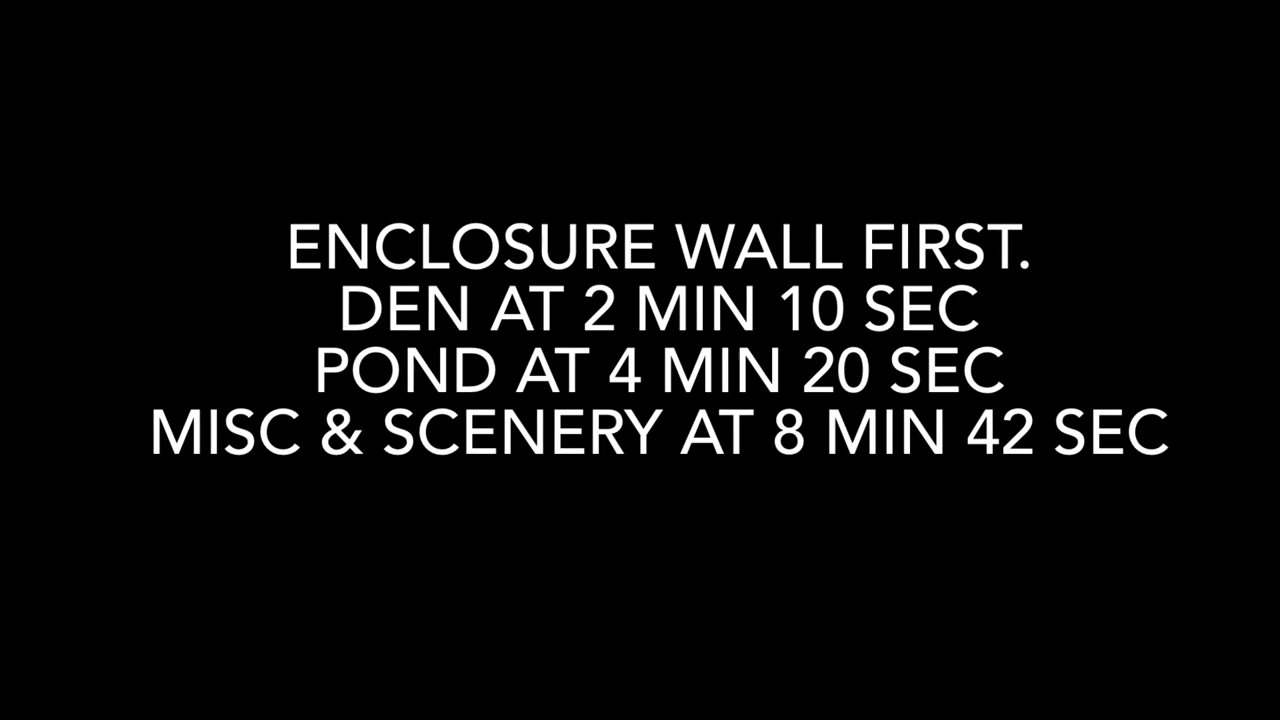 ENCLOSURE WALL FIRST.
DEN AT 2 MIN 10 SEC
POND AT 4 MIN 20 SEC
MISC & SCENERY AT 8 MIN 42 SEC